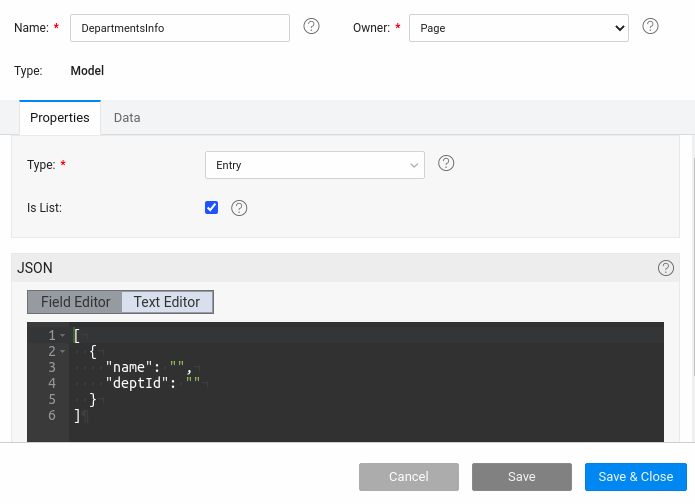 Name: * DepartmentsInfo Owner: * Page
Type: Model
Properties Data
Type: * Entry
Is List:
JSON
Field Editor Text Editor
1 [
2 {
3 "name": "",
4 "deptId": ""
5 }
6 ]
Cancel Save Save & Close